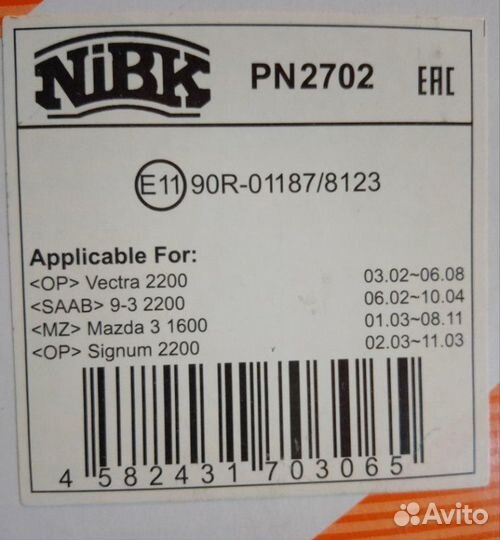 NiBK
PN2702
EAC
E11 90R-01187/8123
Applicable For:
<OP> Vectra 2200 03.02~06.08
<SAAB> 9-3 2200 06.02~10.04
<MZ> Mazda 3 1600 01.03~08.11
<OP> Signum 2200 02.03~11.03
4 582431 703065
Avito